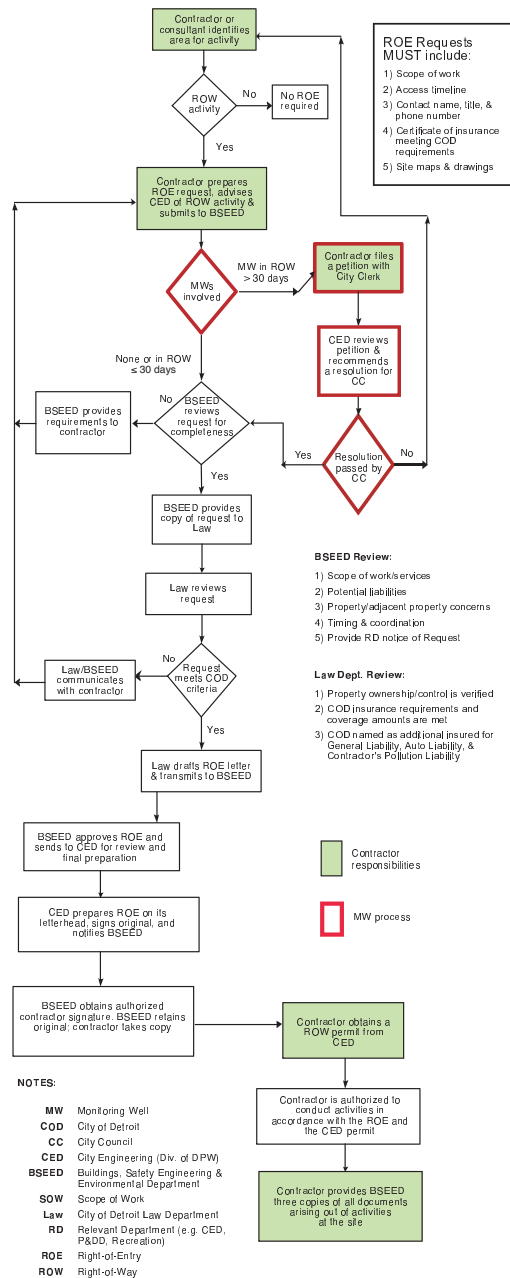 Contractor or
consultant identifies
area for activity
ROE Requests
MUST include:
1) Scope of work
2) Access timeline
3) Contact name, title, &
phone number
4) Certificate of insurance
meeting COD
requirements
5) Site maps & drawings
ROW
activity
No
No ROE
required
Yes
Contractor prepares
ROE request, advises
CED of ROW activity &
submits to BSEED
MWs
involved
MW in ROW
> 30 days
Contractor files
a petition with
City Clerk
CED reviews
petition &
recommends
a resolution for
CC
None or in ROW
≤ 30 days
No
BSEED
reviews
request for
completeness
BSEED provides
requirements to
contractor
Yes
Resolution
passed by
CC
No
Yes
BSEED provides
copy of request to
Law
Law reviews
request
BSEED Review:
1) Scope of work/services
2) Potential liabilities
3) Property/adjacent property concerns
4) Timing & coordination
5) Provide RD notice of Request
No
Request
meets COD
criteria
Law/BSEED
communicates
with contractor
Yes
Law Dept. Review:
1) Property ownership/control is verified
2) COD insurance requirements and
coverage amounts are met
3) COD named as additional insured for
General Liability, Auto Liability, &
Contractor's Pollution Liability
Law drafts ROE letter
& transmits to BSEED
BSEED approves ROE and
sends to CED for review and
final preparation
Contractor
responsibilities
MW process
CED prepares ROE on its
letterhead, signs original, and
notifies BSEED
BSEED obtains authorized
contractor signature. BSEED retains
original; contractor takes copy
Contractor obtains a
ROW permit from
CED
Contractor is authorized to
conduct activities in
accordance with the ROE and
the CED permit
Contractor provides BSEED
three copies of all documents
arising out of activities
at the site
NOTES:
MW Monitoring Well
COD City of Detroit
CC City Council
CED City Engineering (Div. of DPW)
BSEED Buildings, Safety Engineering &
Environmental Department
SOW Scope of Work
Law City of Detroit Law Department
RD Relevant Department (e.g. CED,
P&DD, Recreation)
ROE Right-of-Entry
ROW Right-of-Way